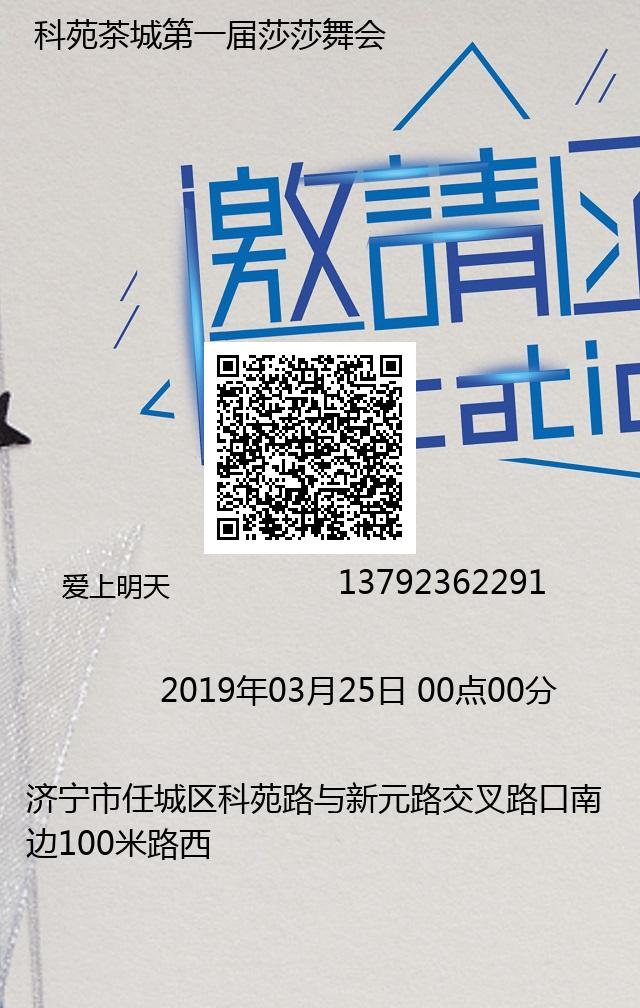 科苑茶城第一届莎莎舞会
邀請函
catio
爱上明天
13792362291
2019年03月25日 00点00分
济宁市任城区科苑路与新元路交叉路口南
边100米路西